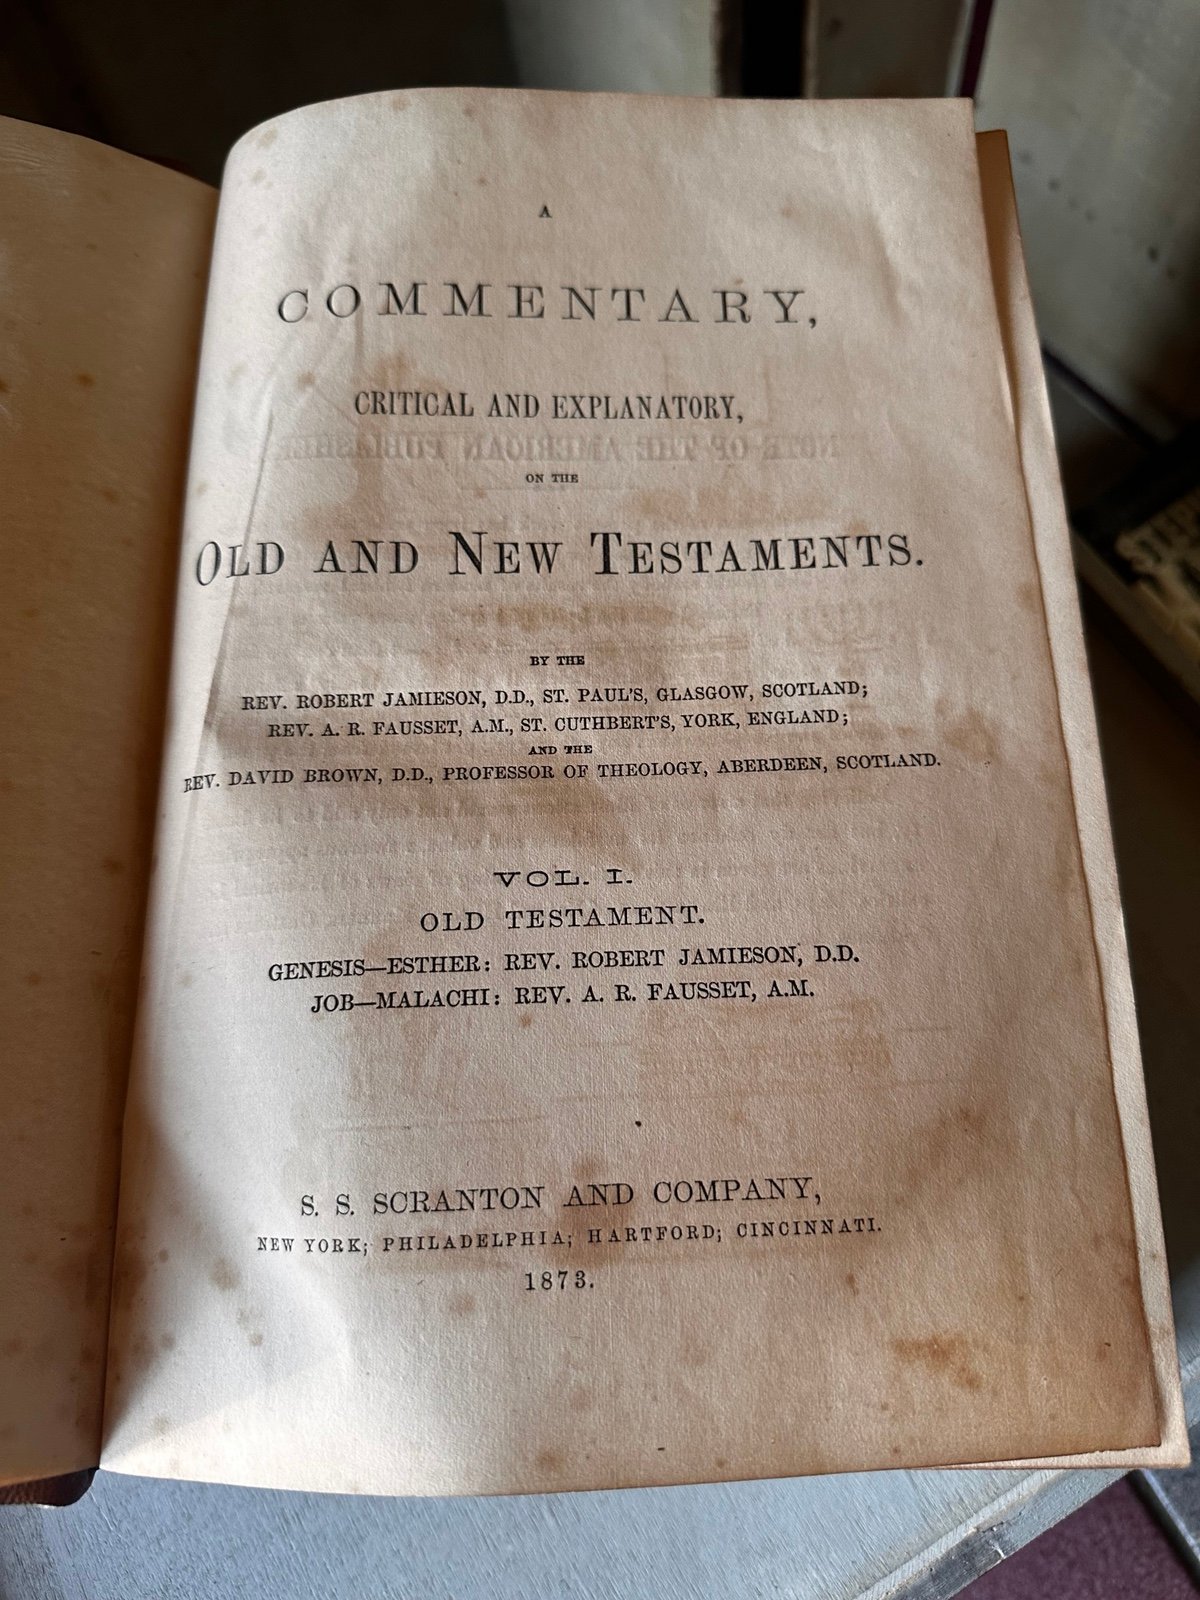 A
COMMENTARY,
CRITICAL AND EXPLANATORY,
ON THE
OLD AND NEW TESTAMENTS.
BY THE
REV. ROBERT JAMIESON, D.D., ST. PAUL'S, GLASGOW, SCOTLAND;
REV. A. R. FAUSSET, A.M., ST. CUTHBERT'S, YORK, ENGLAND;
AND THE
REV. DAVID BROWN, D.D., PROFESSOR OF THEOLOGY, ABERDEEN, SCOTLAND.
VOL. I.
OLD TESTAMENT.
GENESIS—ESTHER: REV. ROBERT JAMIESON, D.D.
JOB—MALACHI: REV. A. R. FAUSSET, A.M.
S. S. SCRANTON AND COMPANY,
NEW YORK; PHILADELPHIA; HARTFORD; CINCINNATI.
1873.